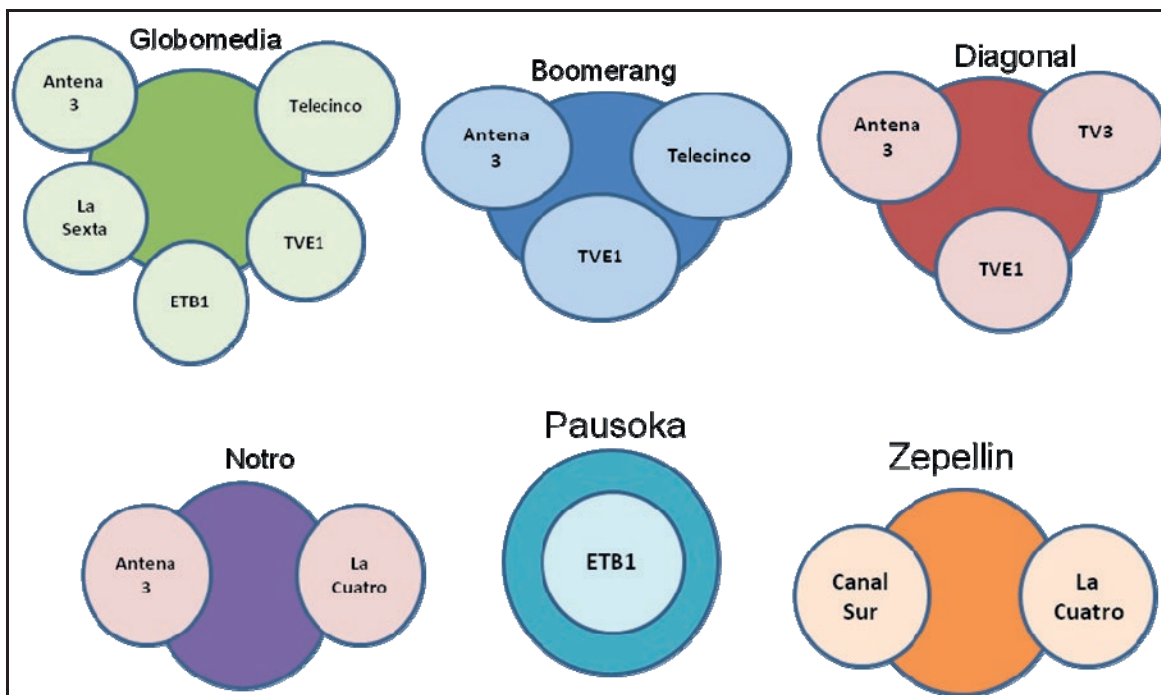 Globomedia
Antena
3
Telecinco
La
Sexta
TVE1
ETB1
Boomerang
Antena
3
Telecinco
TVE1
Diagonal
Antena
3
TV3
TVE1
Notro
Antena
3
La
Cuatro
Pausoka
ETB1
Zepellin
Canal
Sur
La
Cuatro